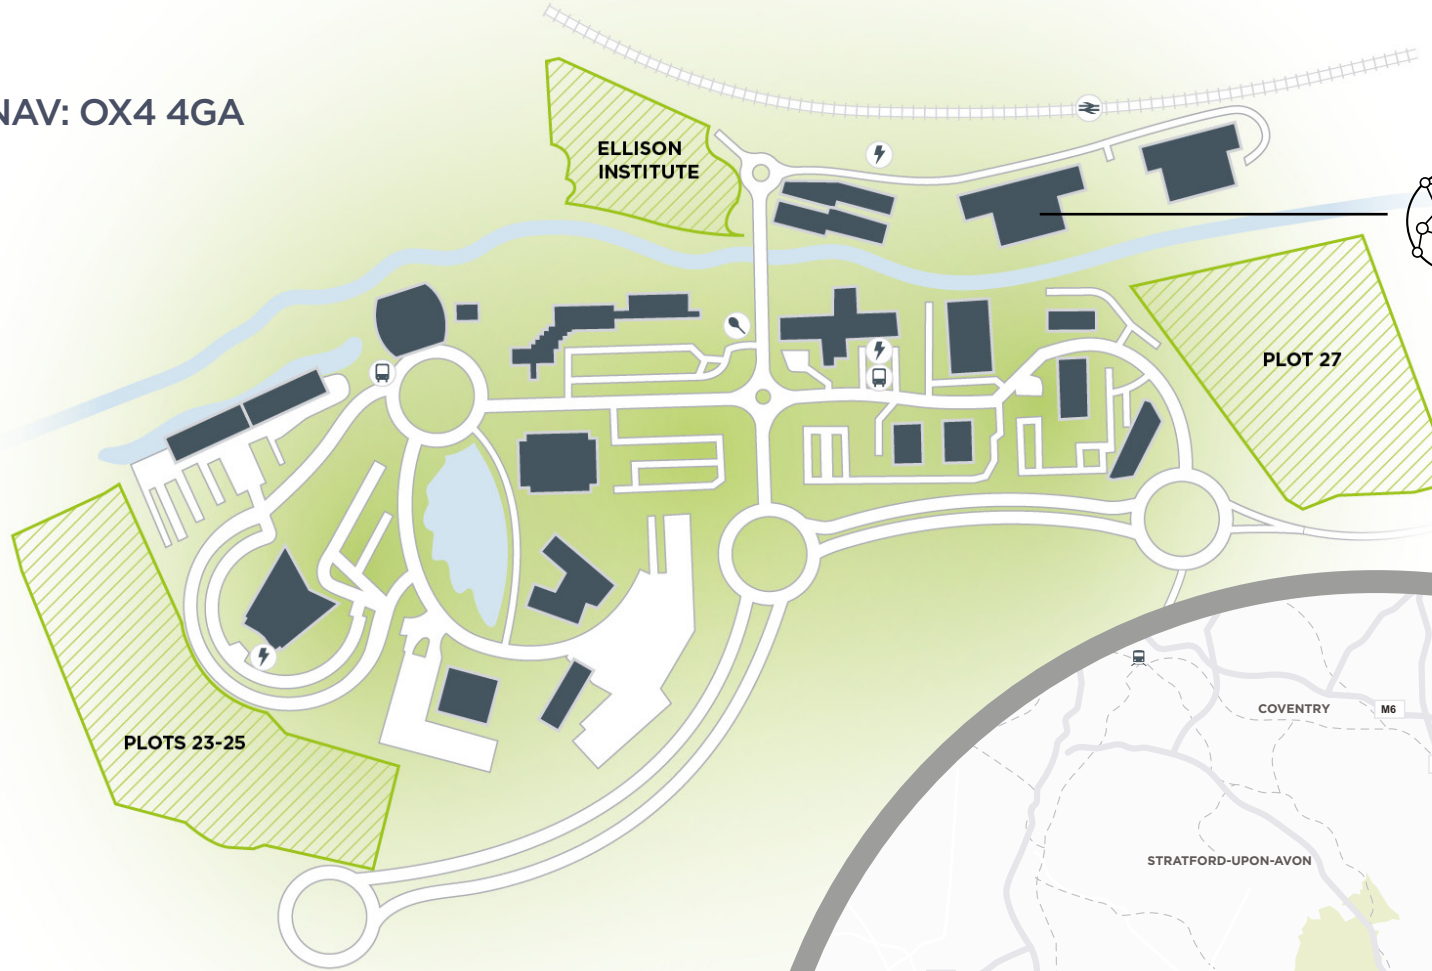 NAV: OX4 4GA
ELLISON
INSTITUTE
PLOT 27
PLOTS 23-25
COVENTRY
M6
STRATFORD-UPON-AVON